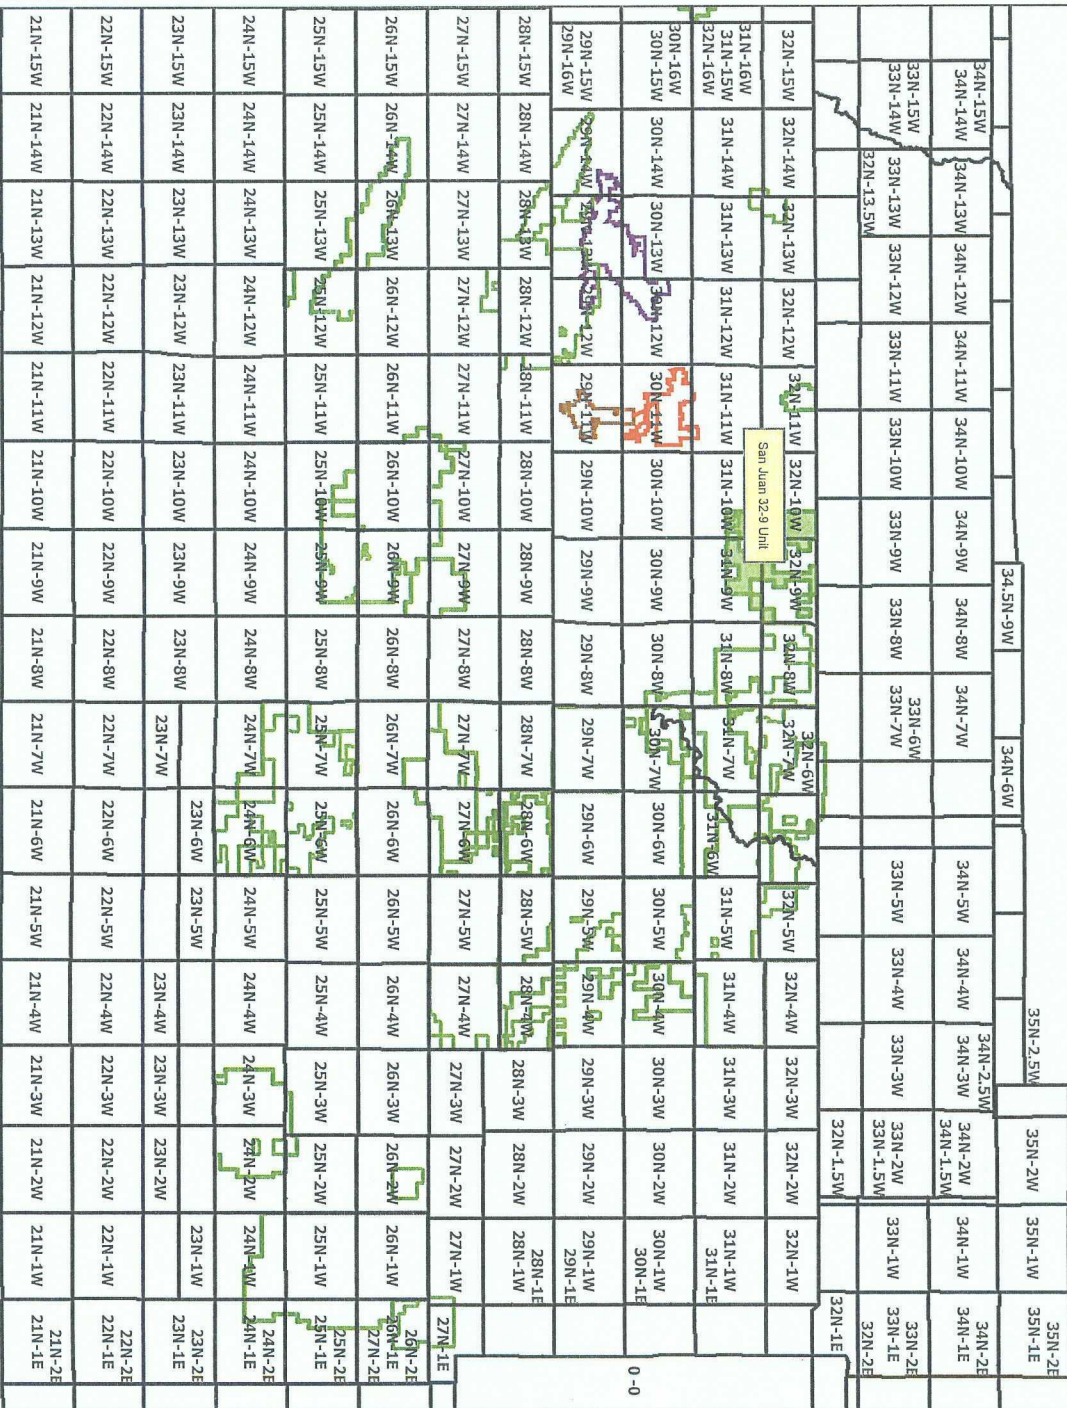 35N-2E
35N-2.5W 35N-2W 35N-1W 35N-1E
34.5N-9W 34N-6W
34N-15W 34N-2.5W 34N-2E
34N-14W 34N-13W 34N-12W 34N-11W 34N-10W 34N-9W 34N-8W 34N-7W 34N-5W 34N-4W 34N-3W 34N-2W 34N-1W 34N-1E
34N-1.5W
33N-15W 33N-6W 33N-2E
33N-14W 33N-13W 33N-12W 33N-11W 33N-10W 33N-9W 33N-8W 33N-7W 33N-5W 33N-4W 33N-3W 33N-2W 33N-1W 33N-1E
33N-1.5W
32N-13.5W 32N-2E
32N-1.5W 32N-1E
32N-6W
32N-15W 32N-14W 32N-13W 32N-12W 32N-11W 32N-10W 32N-9W 32N-8W 32N-7W 32N-5W 32N-4W 32N-3W 32N-2W 32N-1W
San Juan 32-9 Unit
31N-16W
31N-15W 31N-14W 31N-13W 31N-12W 31N-11W 31N-10W 31N-9W 31N-8W 31N-7W 31N-6W 31N-5W 31N-4W 31N-3W 31N-2W 31N-1W
32N-16W 31N-1E
30N-16W
30N-15W 30N-14W 30N-13W 30N-12W 30N-11W 30N-10W 30N-9W 30N-8W 30N-7W 30N-6W 30N-5W 30N-4W 30N-3W 30N-2W 30N-1W
30N-1E
0-0
29N-15W 29N-14W 29N-13W 29N-12W 29N-11W 29N-10W 29N-9W 29N-8W 29N-7W 29N-6W 29N-5W 29N-4W 29N-3W 29N-2W 29N-1W
29N-16W 29N-1E
28N-1E
28N-15W 28N-14W 28N-13W 28N-12W 28N-11W 28N-10W 28N-9W 28N-8W 28N-7W 28N-6W 28N-5W 28N-4W 28N-3W 28N-2W 28N-1W
27N-15W 27N-14W 27N-13W 27N-12W 27N-11W 27N-10W 27N-9W 27N-8W 27N-7W 27N-6W 27N-5W 27N-4W 27N-3W 27N-2W 27N-1W 27N-1E
26N-2E
26N-15W 26N-14W 26N-13W 26N-12W 26N-11W 26N-10W 26N-9W 26N-8W 26N-7W 26N-6W 26N-5W 26N-4W 26N-3W 26N-2W 26N-1W 26N-1E
27N-2E
25N-2E
25N-15W 25N-14W 25N-13W 25N-12W 25N-11W 25N-10W 25N-9W 25N-8W 25N-7W 25N-6W 25N-5W 25N-4W 25N-3W 25N-2W 25N-1W 25N-1E
24N-2E
24N-15W 24N-14W 24N-13W 24N-12W 24N-11W 24N-10W 24N-9W 24N-8W 24N-7W 24N-6W 24N-5W 24N-4W 24N-3W 24N-2W 24N-1W 24N-1E
23N-6W 23N-5W 23N-1W 23N-2E
23N-15W 23N-14W 23N-13W 23N-12W 23N-11W 23N-10W 23N-9W 23N-8W 23N-7W 23N-4W 23N-3W 23N-2W 23N-1E
22N-2E
22N-15W 22N-14W 22N-13W 22N-12W 22N-11W 22N-10W 22N-9W 22N-8W 22N-7W 22N-6W 22N-5W 22N-4W 22N-3W 22N-2W 22N-1W 22N-1E
21N-2E
21N-15W 21N-14W 21N-13W 21N-12W 21N-11W 21N-10W 21N-9W 21N-8W 21N-7W 21N-6W 21N-5W 21N-4W 21N-3W 21N-2W 21N-1W 21N-1E